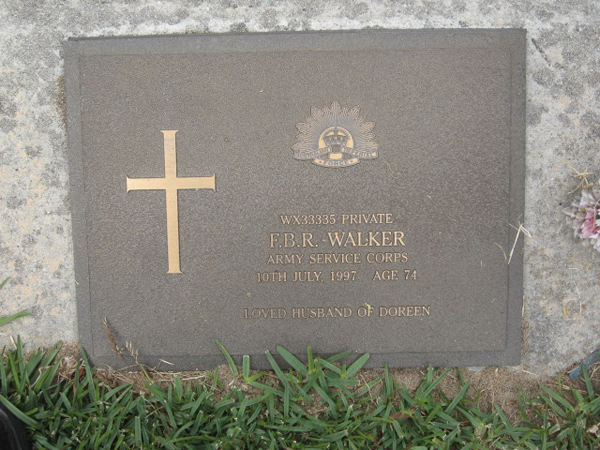 WX33335 PRIVATE
F.B.R. WALKER
ARMY SERVICE CORPS
10TH JULY, 1997 AGE 74
LOVED HUSBAND OF DOREEN